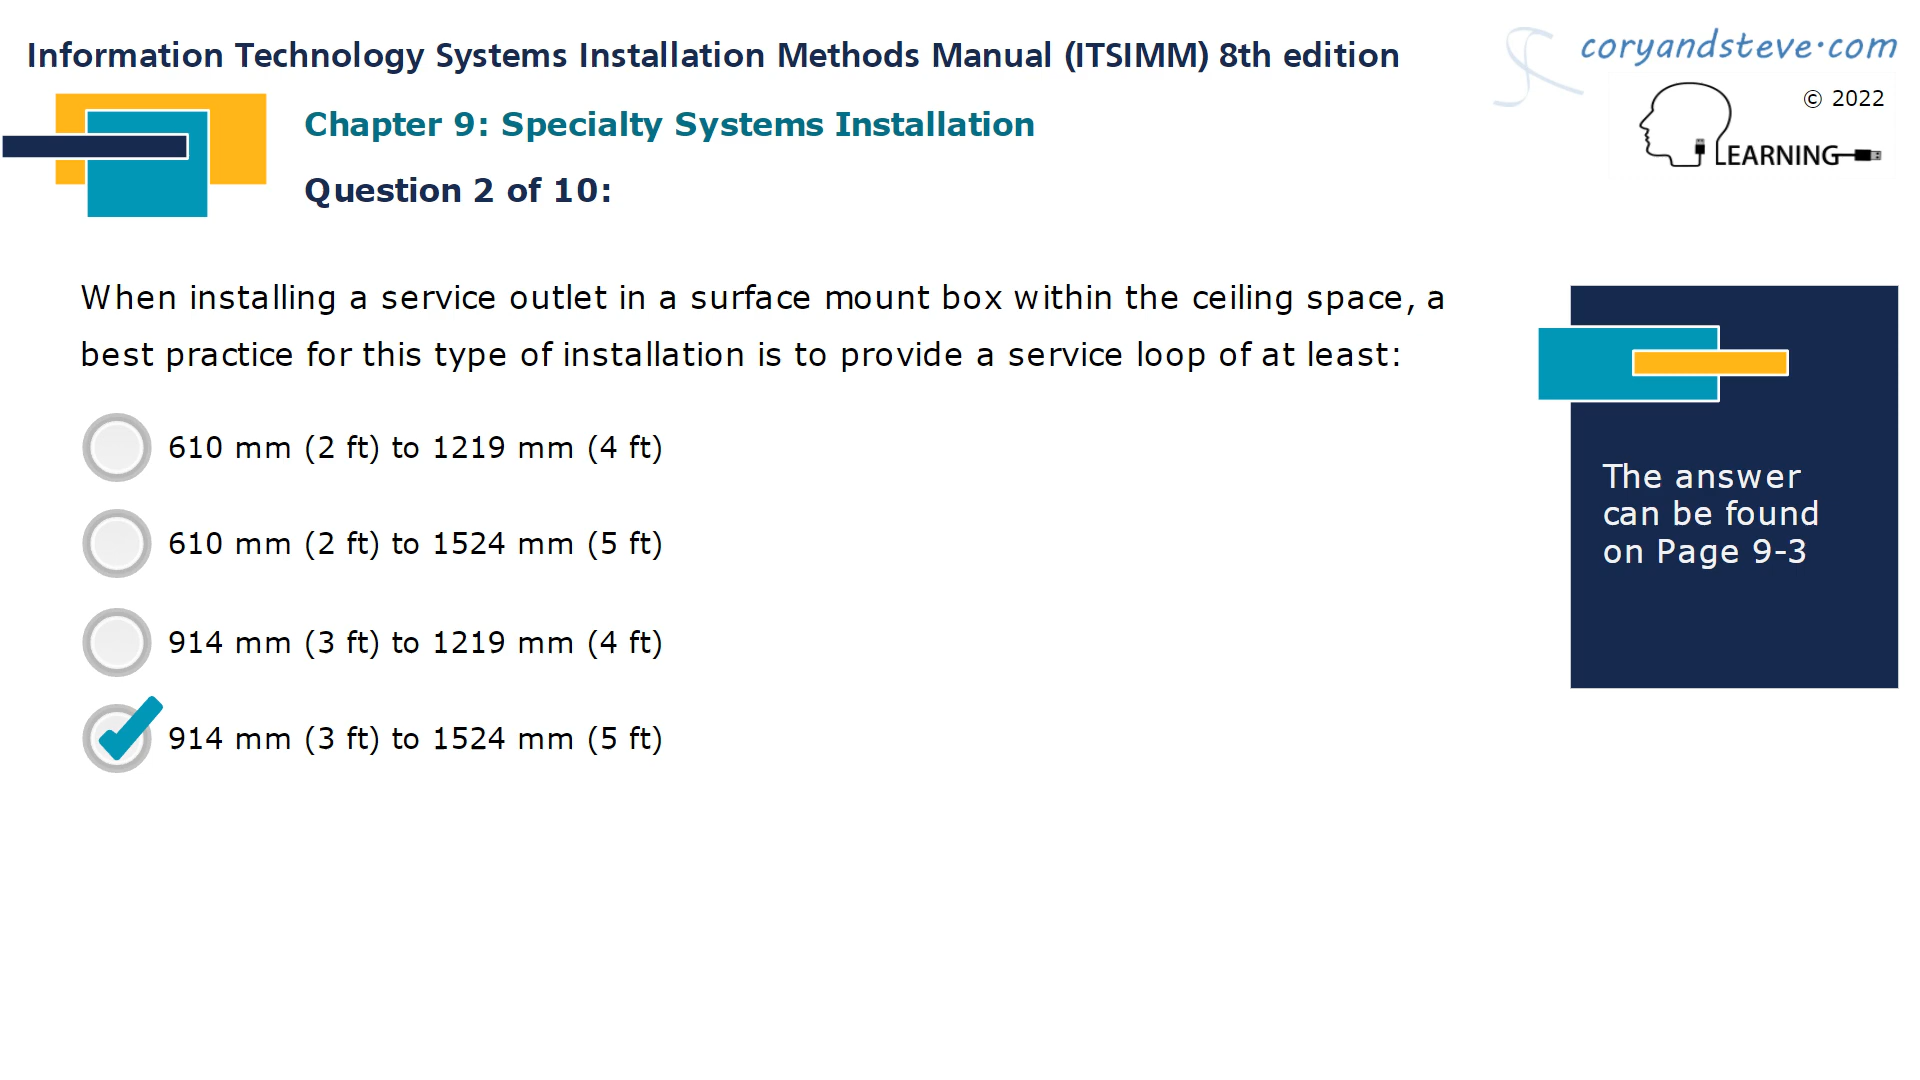 Information Technology Systems Installation Methods Manual (ITSIMM) 8th edition
coryandsteve.com
© 2022
LEARNING
Chapter 9: Specialty Systems Installation
Question 2 of 10:
When installing a service outlet in a surface mount box within the ceiling space, a
best practice for this type of installation is to provide a service loop of at least:
610 mm (2 ft) to 1219 mm (4 ft)
610 mm (2 ft) to 1524 mm (5 ft)
914 mm (3 ft) to 1219 mm (4 ft)
914 mm (3 ft) to 1524 mm (5 ft)
The answer
can be found
on Page 9-3